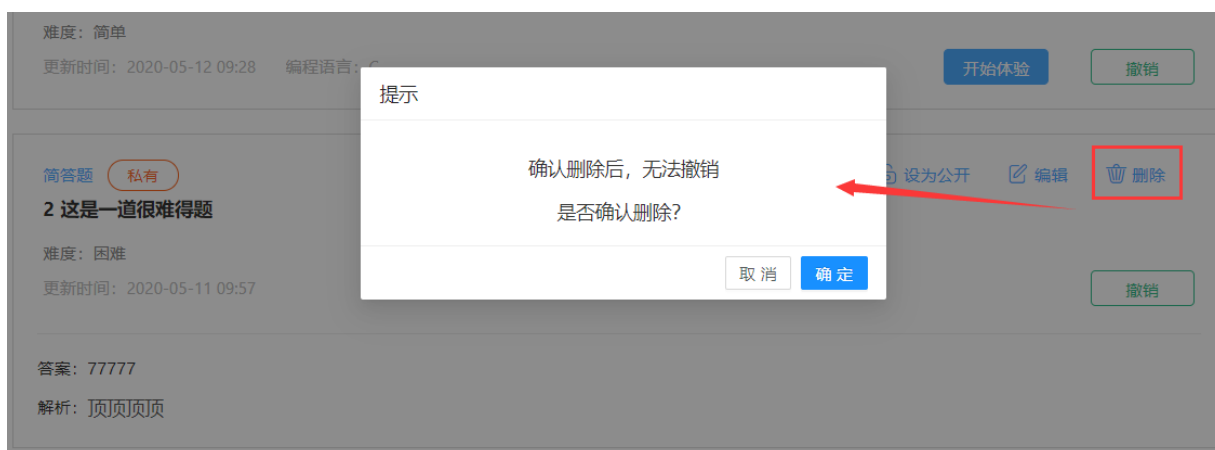 难度：简单
更新时间：2020-05-12 09:28 编程语言：
开始体验
撤销
提示
确认删除后，无法撤销
是否确认删除？
取 消
确 定
简答题
私有
设为公开
编辑
删除
2 这是一道很难得题
难度：困难
更新时间：2020-05-11 09:57
撤销
答案：77777
解析：顶顶顶顶